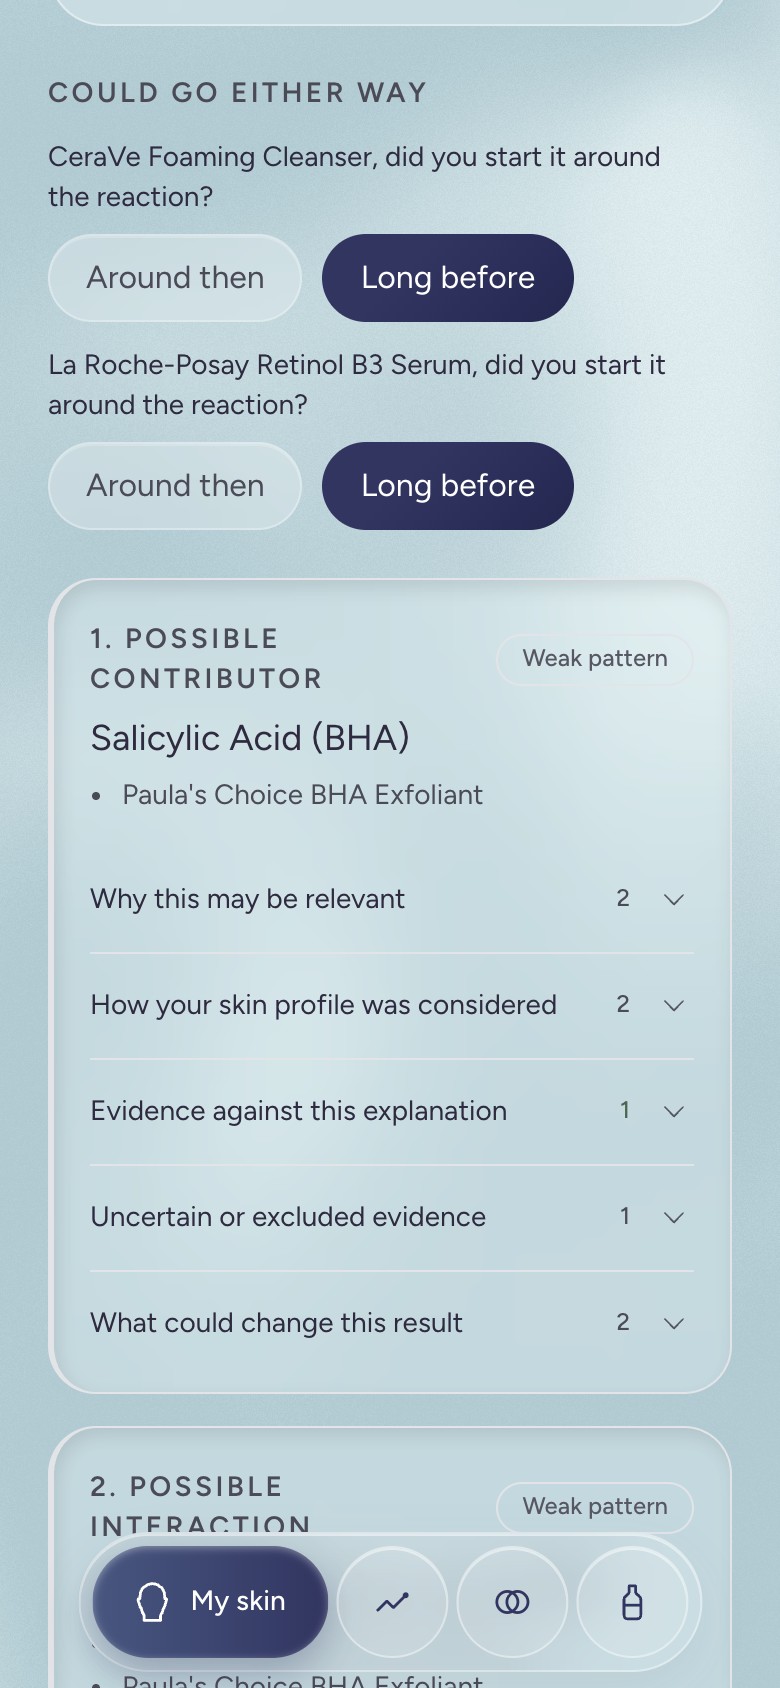 COULD GO EITHER WAY
CeraVe Foaming Cleanser, did you start it around
the reaction?
Around then
Long before
La Roche-Posay Retinol B3 Serum, did you start it
around the reaction?
Around then
Long before
1. POSSIBLE
CONTRIBUTOR
Weak pattern
Salicylic Acid (BHA)
• Paula's Choice BHA Exfoliant
Why this may be relevant 2
How your skin profile was considered 2
Evidence against this explanation 1
Uncertain or excluded evidence 1
What could change this result 2
2. POSSIBLE
INTERACTION
Weak pattern
My skin
• Paula's Choice BHA Exfoliant